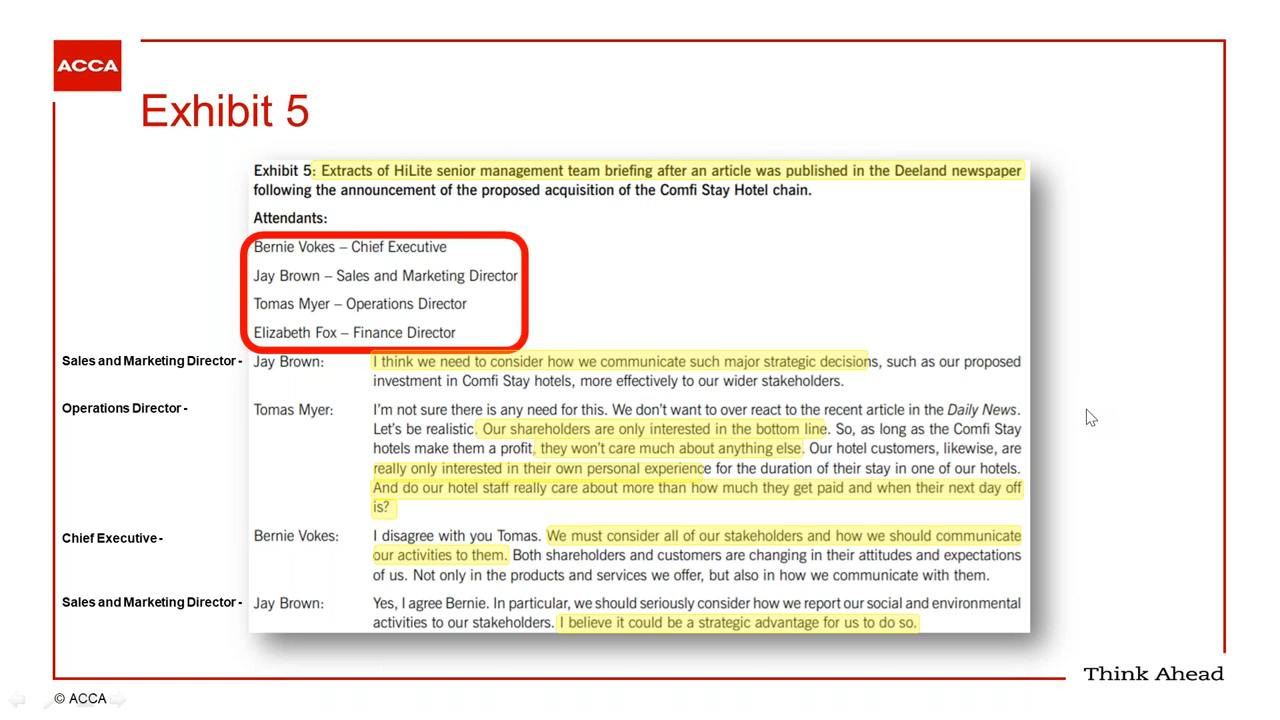 ACCA
Exhibit 5
Exhibit 5: Extracts of HiLite senior management team briefing after an article was published in the Deeland newspaper
following the announcement of the proposed acquisition of the Comfi Stay Hotel chain.
Attendants:
Bernie Vokes – Chief Executive
Jay Brown – Sales and Marketing Director
Tomas Myer – Operations Director
Elizabeth Fox – Finance Director
Sales and Marketing Director - Jay Brown: I think we need to consider how we communicate such major strategic decisions, such as our proposed
investment in Comfi Stay hotels, more effectively to our wider stakeholders.
Operations Director - Tomas Myer: I'm not sure there is any need for this. We don't want to over react to the recent article in the Daily News.
Let's be realistic. Our shareholders are only interested in the bottom line. So, as long as the Comfi Stay
hotels make them a profit, they won't care much about anything else. Our hotel customers, likewise, are
really only interested in their own personal experience for the duration of their stay in one of our hotels.
And do our hotel staff really care about more than how much they get paid and when their next day off
is?
Chief Executive - Bernie Vokes: I disagree with you Tomas. We must consider all of our stakeholders and how we should communicate
our activities to them. Both shareholders and customers are changing in their attitudes and expectations
of us. Not only in the products and services we offer, but also in how we communicate with them.
Sales and Marketing Director - Jay Brown: Yes, I agree Bernie. In particular, we should seriously consider how we report our social and environmental
activities to our stakeholders. I believe it could be a strategic advantage for us to do so.
Think Ahead
© ACCA